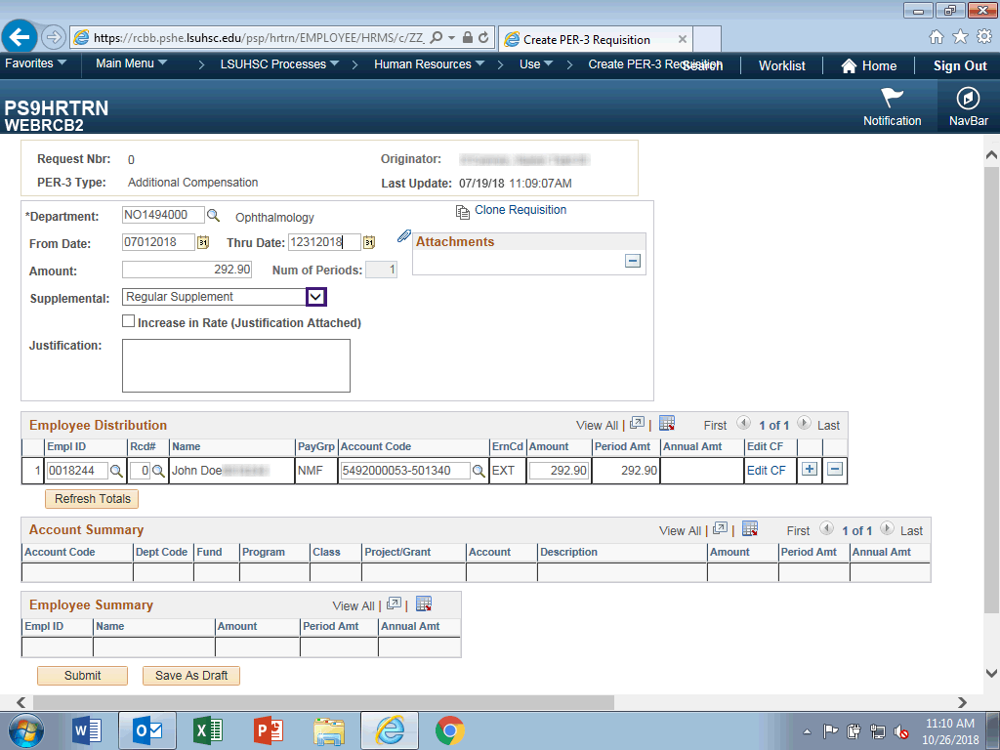 https://rcbb.pshe.lsuhsc.edu/psp/hrtrn/EMPLOYEE/HRMS/c/ZZ_ Create PER-3 Requisition
Favorites Main Menu > LSUHSC Processes > Human Resources > Use > Create PER-3 Requisition Search Worklist Home Sign Out
PS9HRTRN
WEBRCB2
Notification NavBar
Request Nbr: 0 Originator:
PER-3 Type: Additional Compensation Last Update: 07/19/18 11:09:07AM
*Department: NO1494000 Ophthalmology Clone Requisition
From Date: 07012018 31 Thru Date: 12312018 31 Attachments
Amount: 292.90 Num of Periods: 1
Supplemental: Regular Supplement
Increase in Rate (Justification Attached)
Justification:
Employee Distribution View All | | First 1 of 1 Last
Empl ID Rcd# Name PayGrp Account Code ErnCd Amount Period Amt Annual Amt Edit CF
1 0018244 0 John Doe NMF 5492000053-501340 EXT 292.90 292.90 Edit CF
Refresh Totals
Account Summary View All | | First 1 of 1 Last
Account Code Dept Code Fund Program Class Project/Grant Account Description Amount Period Amt Annual Amt
Employee Summary View All | |
Empl ID Name Amount Period Amt Annual Amt
Submit Save As Draft
11:10 AM
10/26/2018